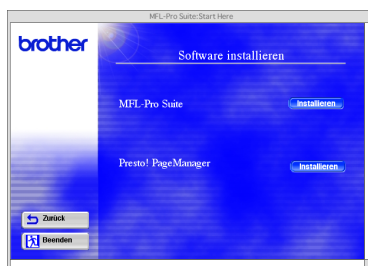 MFL-Pro Suite:Start Here
brother
Software installieren
MFL-Pro Suite
Installieren
Presto! PageManager
Installieren
Zurück
Beenden